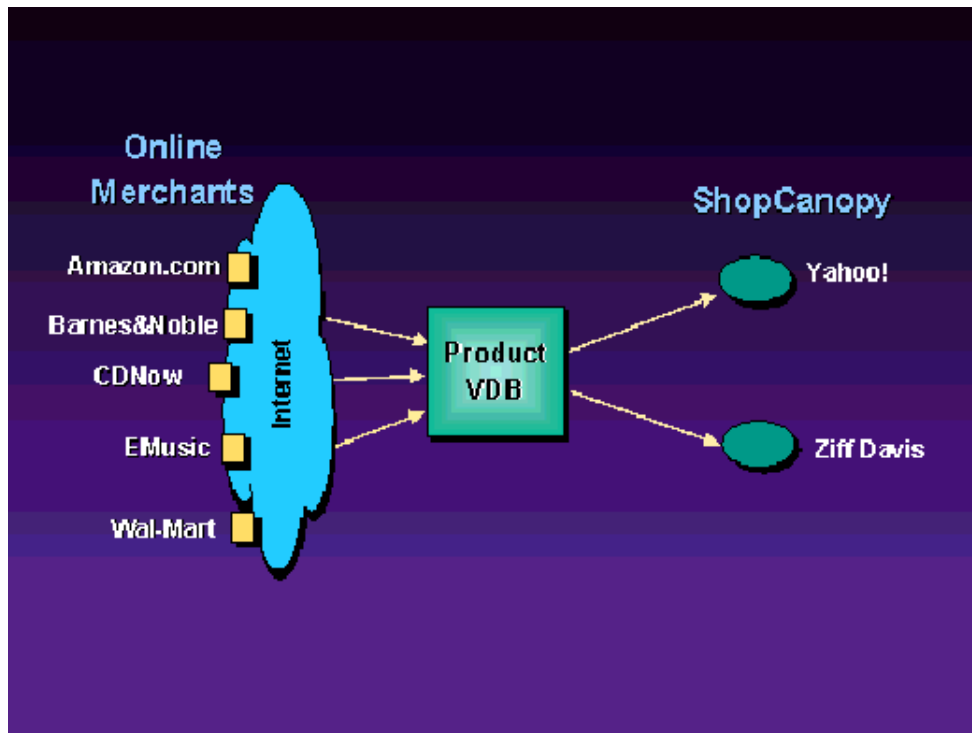 Online
Merchants
Amazon.com
Barnes&Noble
CDNow
EMusic
Wal-Mart
Internet
Product
VDB
ShopCanopy
Yahoo!
Ziff Davis